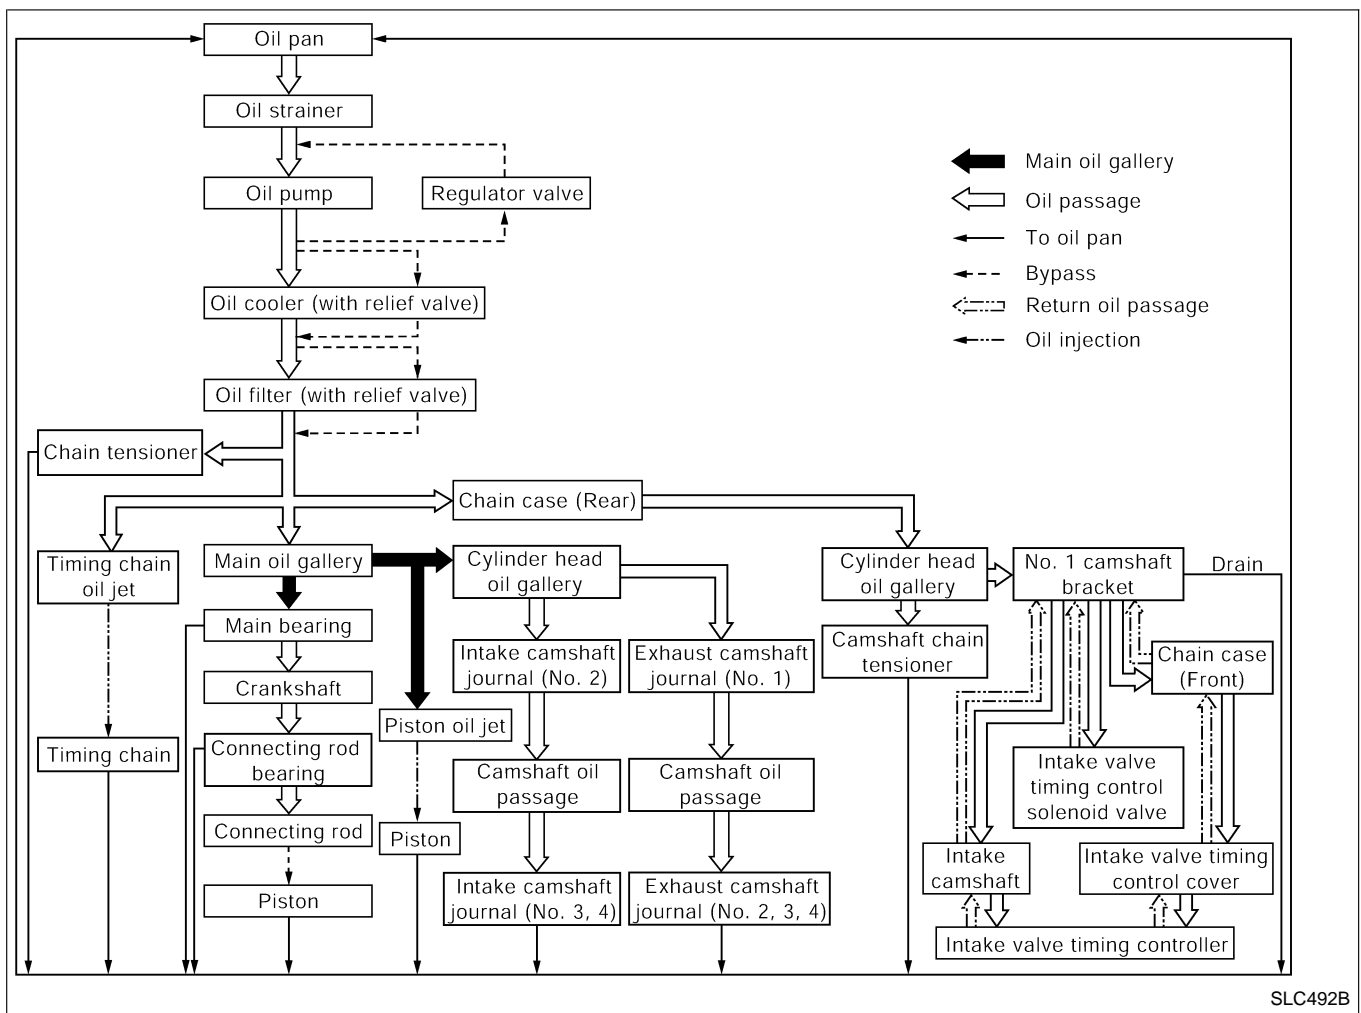 Oil pan
Oil strainer
Oil pump
Regulator valve
Main oil gallery
Oil passage
To oil pan
Bypass
Return oil passage
Oil injection
Oil cooler (with relief valve)
Oil filter (with relief valve)
Chain tensioner
Chain case (Rear)
Timing chain
oil jet
Main oil gallery
Cylinder head
oil gallery
Cylinder head
oil gallery
No. 1 camshaft
bracket
Drain
Main bearing
Intake camshaft
journal (No. 2)
Exhaust camshaft
journal (No. 1)
Camshaft chain
tensioner
Chain case
(Front)
Crankshaft
Piston oil jet
Timing chain
Connecting rod
bearing
Camshaft oil
passage
Camshaft oil
passage
Intake valve
timing control
solenoid valve
Connecting rod
Piston
Intake
camshaft
Intake valve timing
control cover
Piston
Intake camshaft
journal (No. 3, 4)
Exhaust camshaft
journal (No. 2, 3, 4)
Intake valve timing controller
SLC492B